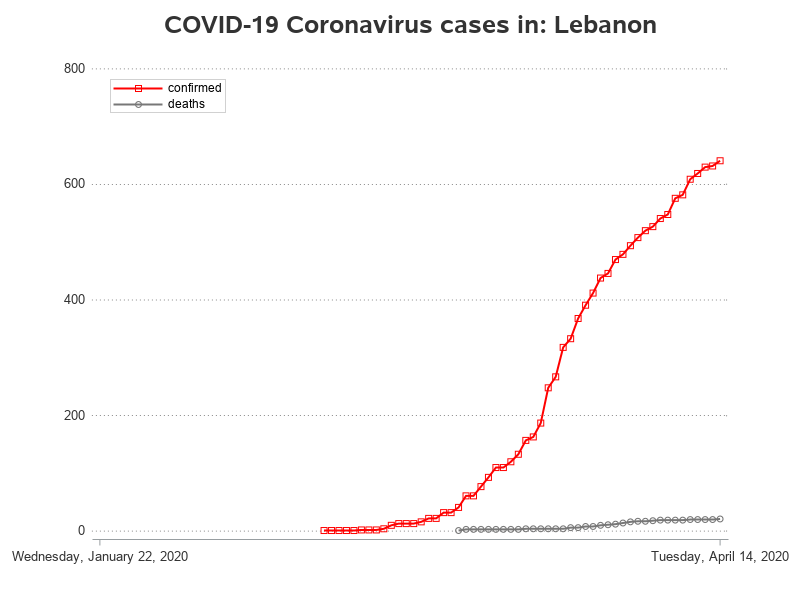 COVID-19 Coronavirus cases in: Lebanon
800
confirmed
deaths
600
400
200
0
Wednesday, January 22, 2020 Tuesday, April 14, 2020